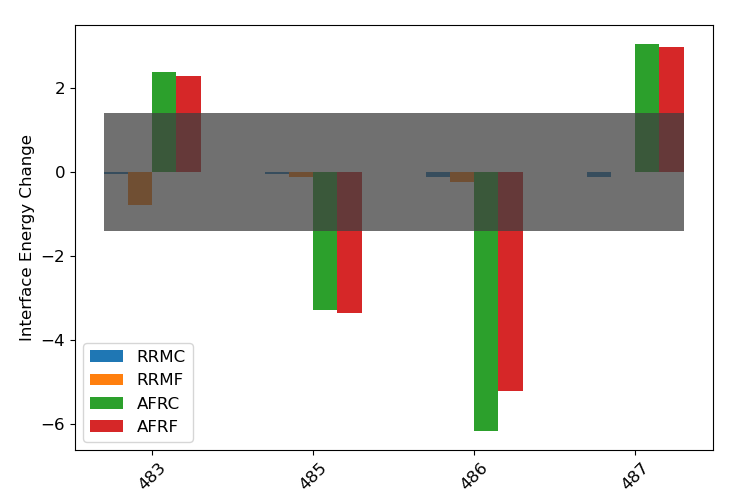 Interface Energy Change
2
0
−2
−4
−6
RRMC
RRMF
AFRC
AFRF
483
485
486
487